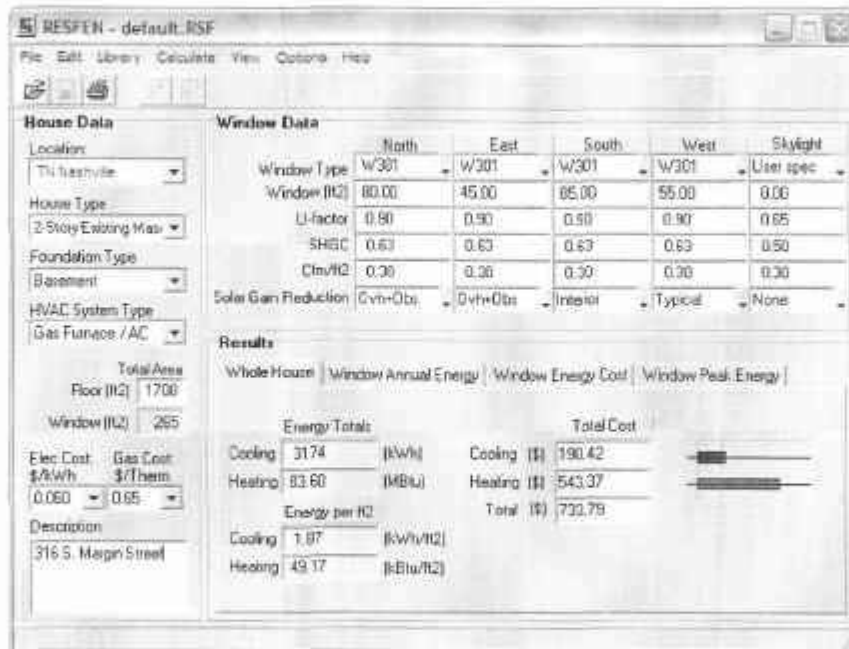 RESFEN - default.RSF
File Edit Library Calculate View Options Help
House Data
Location
TN Nashville
House Type
2-Story Existing Mas
Foundation Type
Basement
HVAC System Type
Gas Furnace / AC
Total Area
Floor (ft2) 1700
Window (ft2) 265
Elec Cost Gas Cost
$/kWh $/Therm
0.060 0.65
Description
316 S. Margin Street
Window Data
North East South West Skylight
Window Type W301 W301 W301 W301 User spec
Window (ft2) 80.00 45.00 85.00 55.00 0.00
U-factor 0.90 0.90 0.90 0.90 0.65
SHGC 0.63 0.63 0.63 0.63 0.50
Cfm/ft2 0.30 0.30 0.30 0.30 0.30
Solar Gain Reduction Ovh+Obs Ovh+Obs Interior Typical None
Results
Whole House Window Annual Energy Window Energy Cost Window Peak Energy
Energy Totals Total Cost
Cooling 3174 (kWh) Cooling ($) 190.42
Heating 83.60 (MBtu) Heating ($) 543.37
Energy per ft2 Total ($) 733.79
Cooling 1.87 (kWh/ft2)
Heating 49.17 (kBtu/ft2)